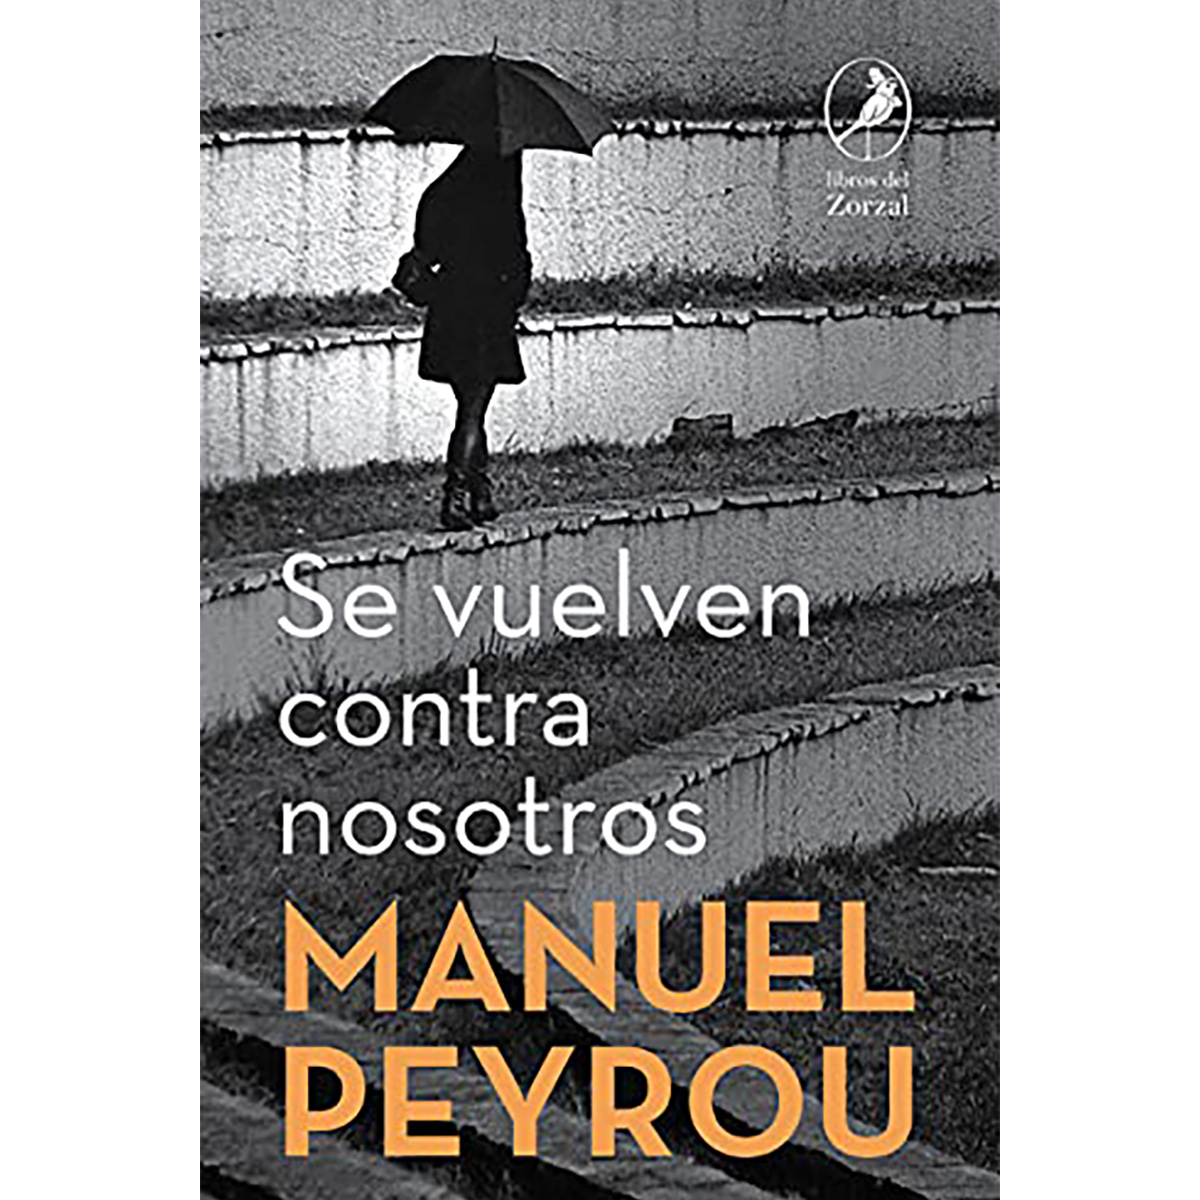 libros del
Zorzal
Se vuelven
contra
nosotros
MANUEL
PEYROU